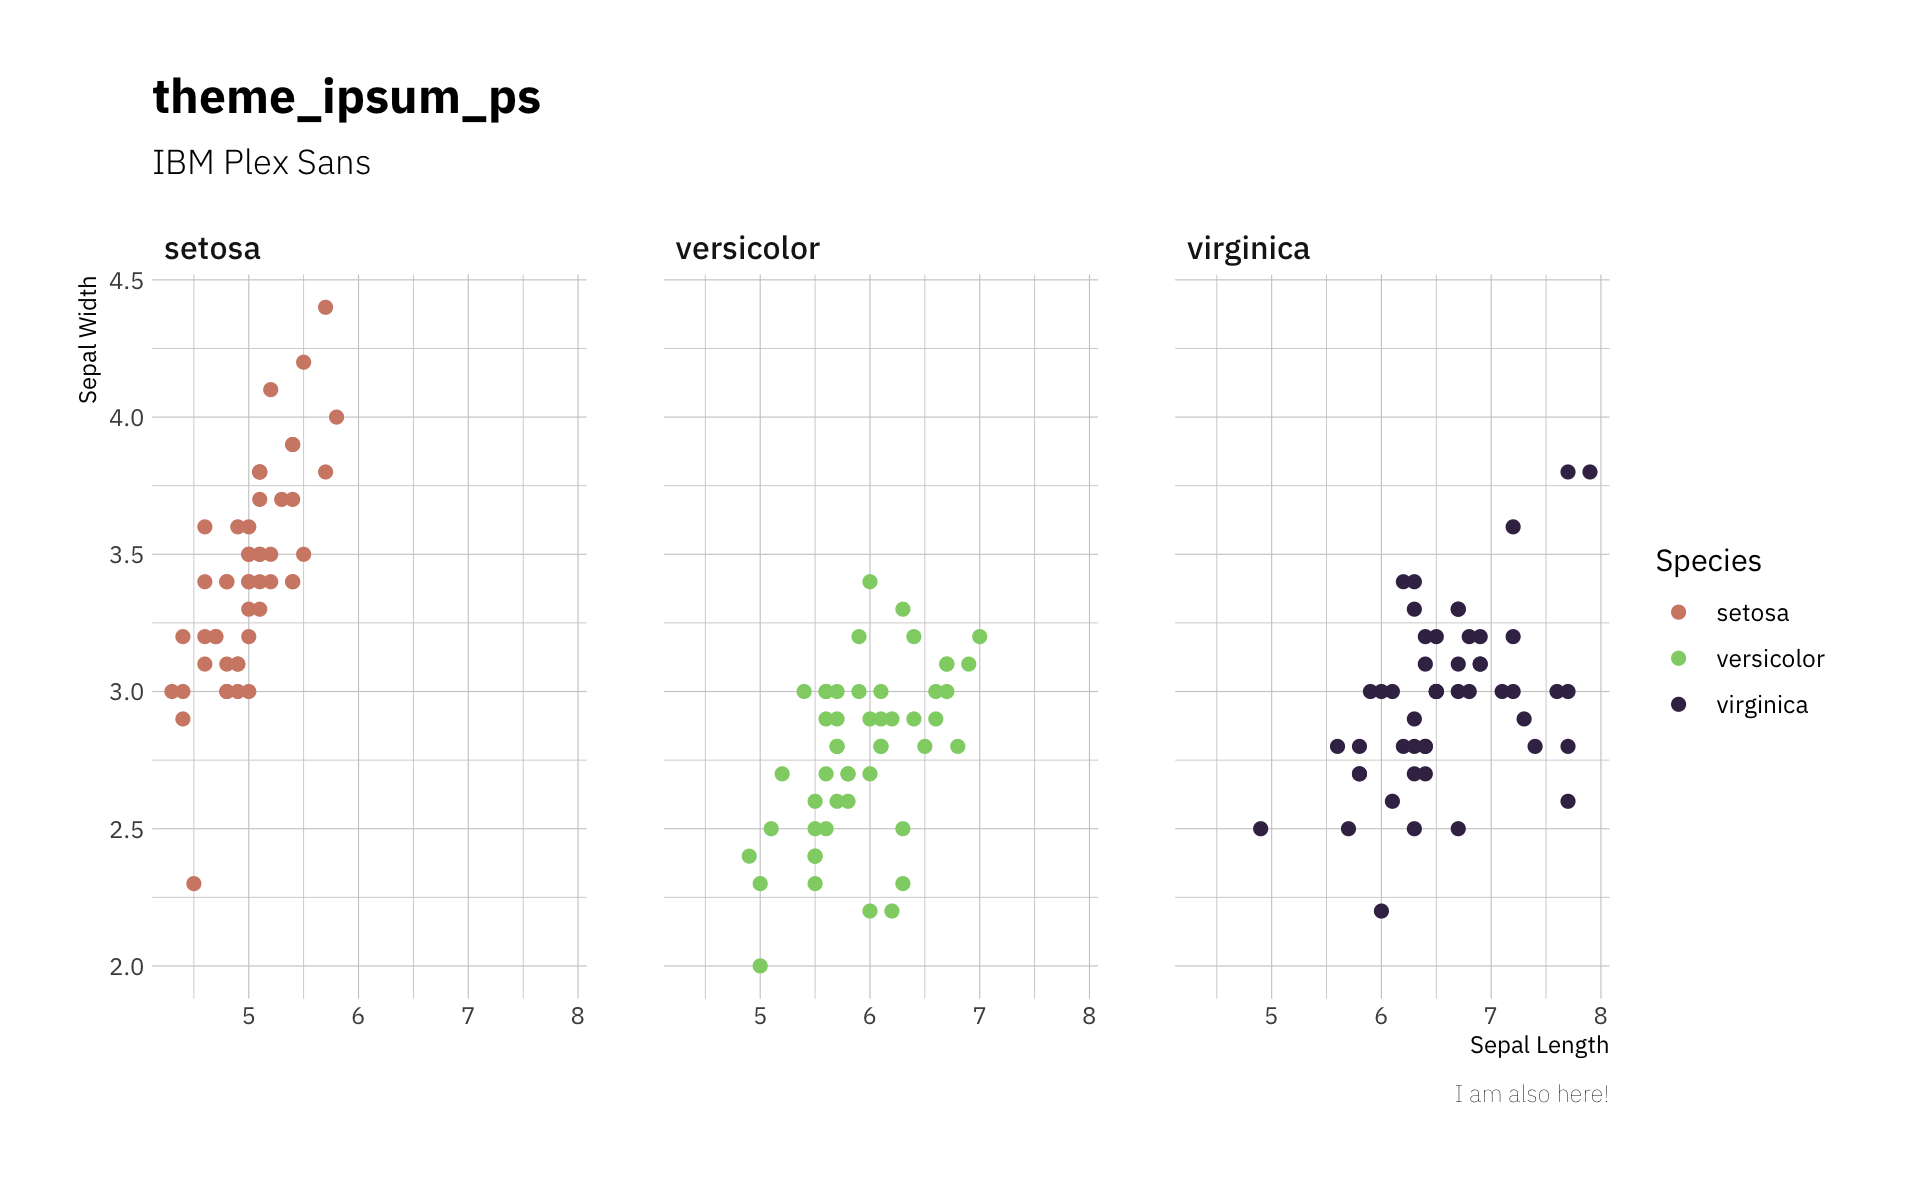 theme_ipsum_ps
IBM Plex Sans
setosa
versicolor
virginica
Sepal Width
4.5
4.0
3.5
3.0
2.5
2.0
5 6 7 8
5 6 7 8
5 6 7 8
Sepal Length
Species
setosa
versicolor
virginica
I am also here!